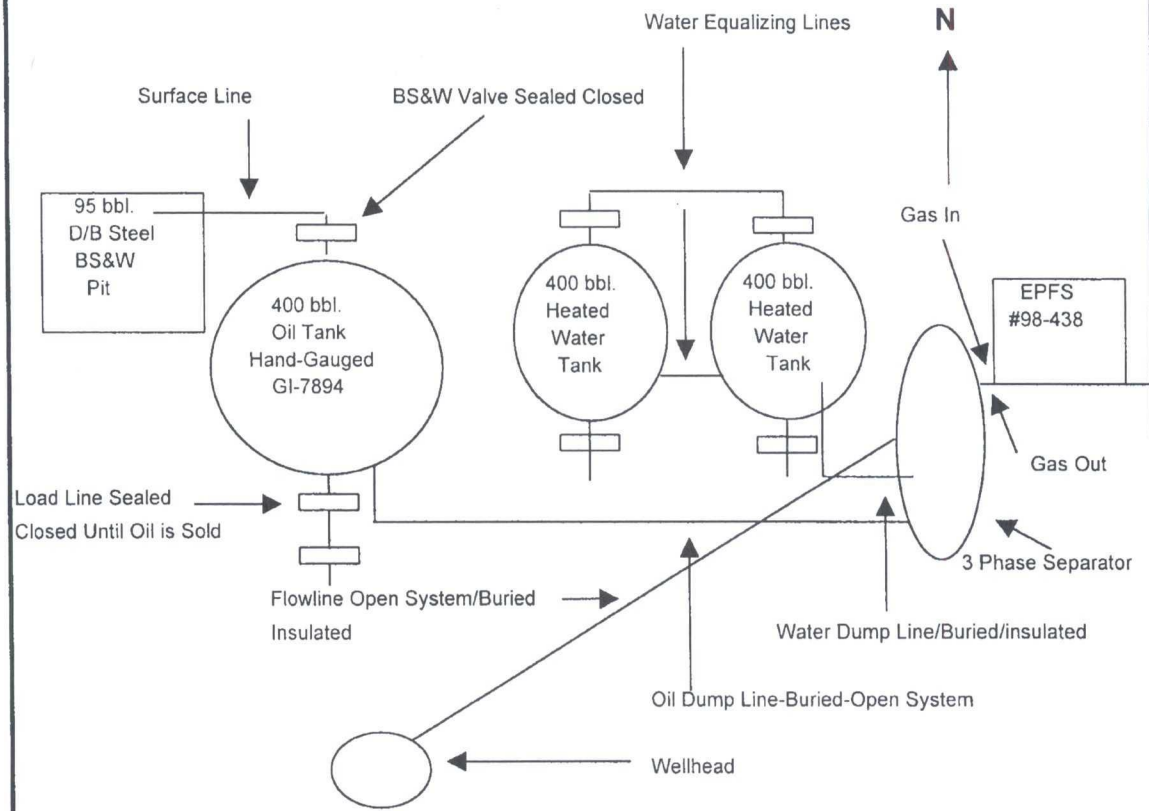 Water Equalizing Lines
N
Surface Line
BS&W Valve Sealed Closed
95 bbl.
D/B Steel
BS&W
Pit
Gas In
400 bbl.
Oil Tank
Hand-Gauged
GI-7894
400 bbl.
Heated
Water
Tank
400 bbl.
Heated
Water
Tank
EPFS
#98-438
Gas Out
Load Line Sealed
Closed Until Oil is Sold
3 Phase Separator
Flowline Open System/Buried
Insulated
Water Dump Line/Buried/insulated
Oil Dump Line-Buried-Open System
Wellhead